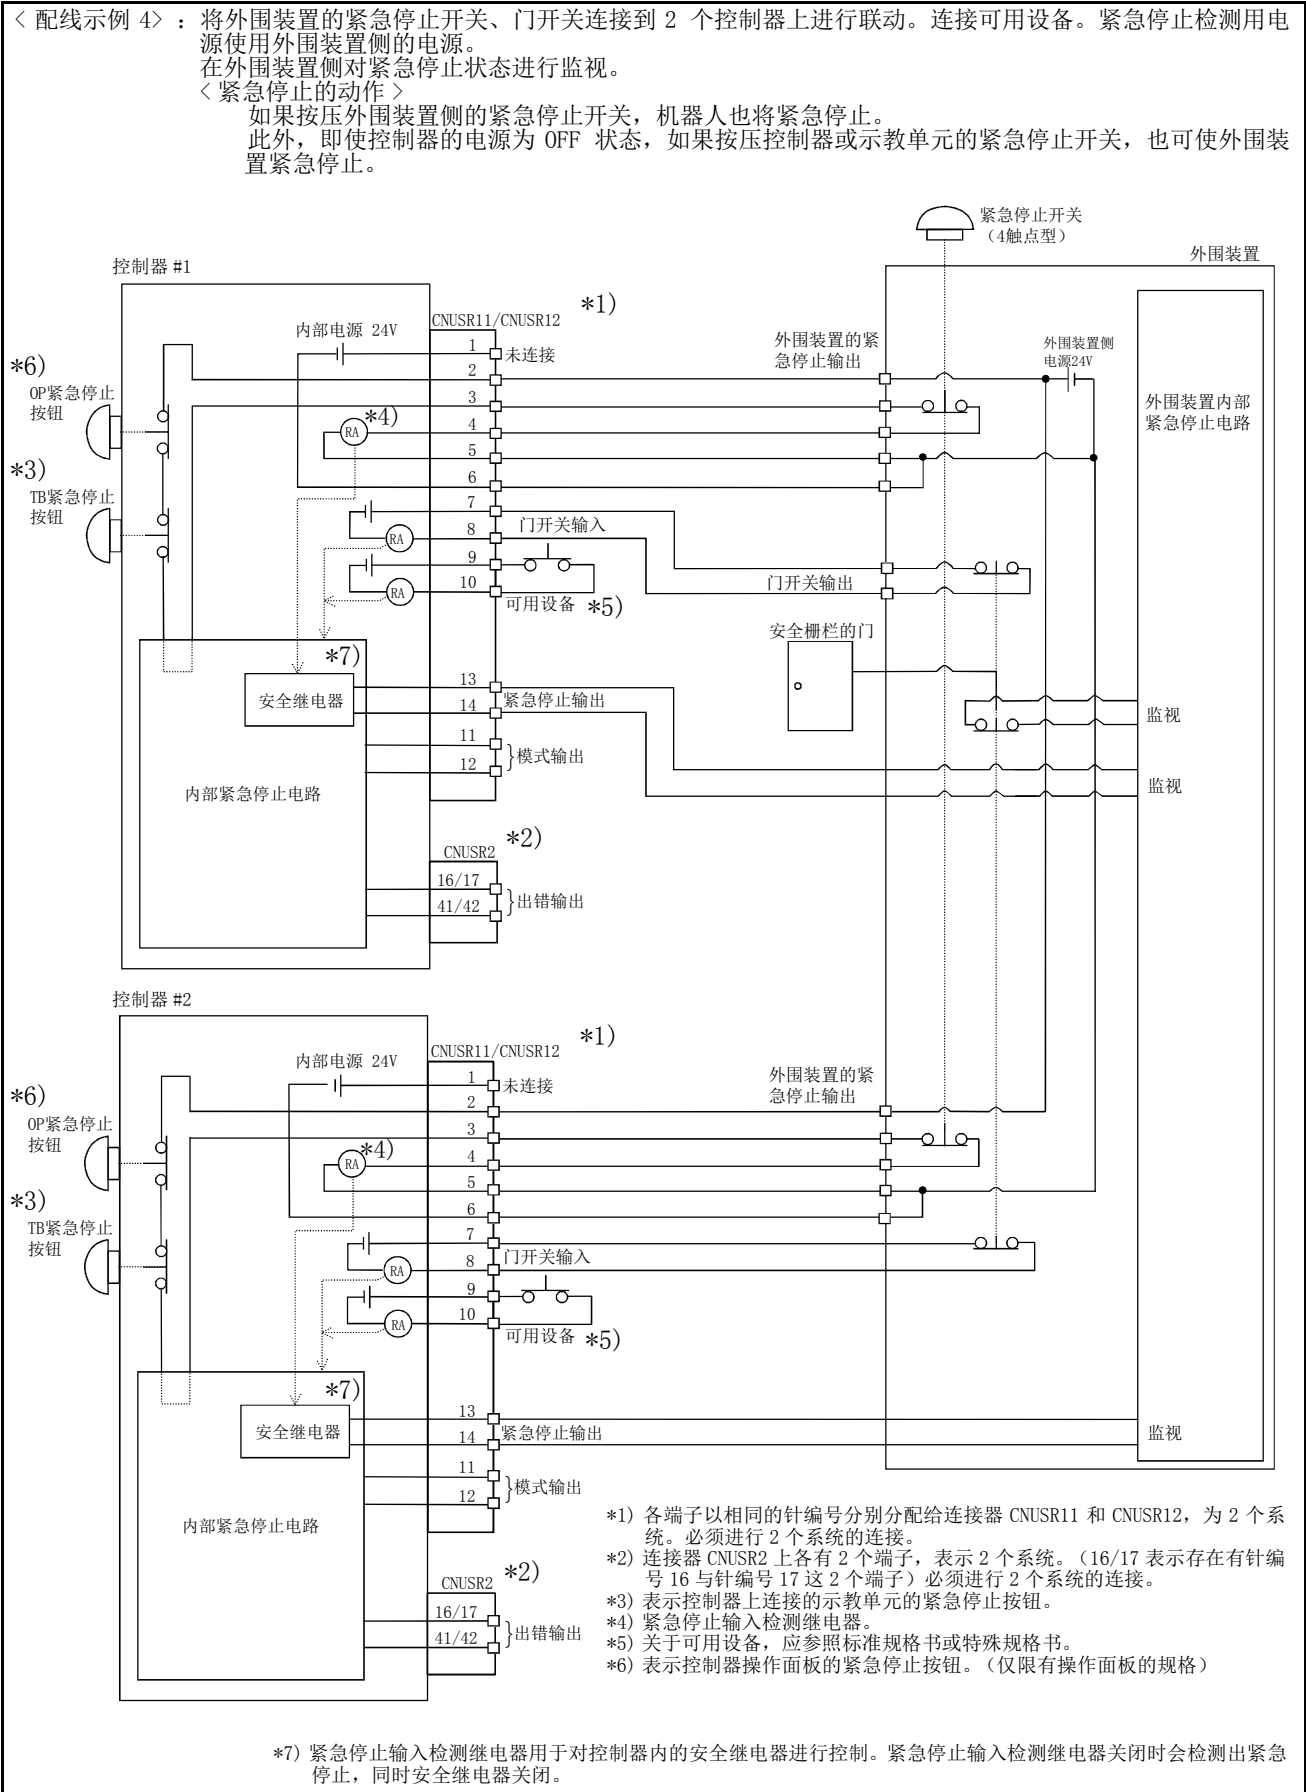 < 配线示例 4> : 将外围装置的紧急停止开关、门开关连接到 2 个控制器上进行联动。连接可用设备。紧急停止检测用电
源使用外围装置侧的电源。
在外围装置侧对紧急停止状态进行监视。
< 紧急停止的动作 >
如果按压外围装置侧的紧急停止开关，机器人也将紧急停止。
此外，即使控制器的电源为 OFF 状态，如果按压控制器或示教单元的紧急停止开关，也可使外围装
置紧急停止。
紧急停止开关
（4触点型）
外围装置
控制器 #1
*1)
CNUSR11/CNUSR12
内部电源 24V
1
未连接
外围装置的紧
急停止输出
外围装置侧
电源24V
*6)
OP紧急停止
按钮
2
3
外围装置内部
紧急停止电路
RA
*4)
4
5
*3)
TB紧急停止
按钮
6
7
门开关输入
RA
8
9
RA
10
可用设备 *5)
门开关输出
安全栅栏的门
*7)
安全继电器
13
紧急停止输出
14
监视
11
}模式输出
12
监视
内部紧急停止电路
*2)
CNUSR2
16/17
}出错输出
41/42
控制器 #2
*1)
CNUSR11/CNUSR12
内部电源 24V
1
未连接
外围装置的紧
急停止输出
*6)
OP紧急停止
按钮
2
3
RA
*4)
4
5
*3)
TB紧急停止
按钮
6
7
门开关输入
RA
8
9
RA
10
可用设备 *5)
*7)
安全继电器
13
紧急停止输出
14
监视
11
}模式输出
12
内部紧急停止电路
*2)
CNUSR2
16/17
}出错输出
41/42
*1) 各端子以相同的针编号分别分配给连接器 CNUSR11 和 CNUSR12，为 2 个系
统。必须进行 2 个系统的连接。
*2) 连接器 CNUSR2 上各有 2 个端子，表示 2 个系统。（16/17 表示存在有针编
号 16 与针编号 17 这 2 个端子）必须进行 2 个系统的连接。
*3) 表示控制器上连接的示教单元的紧急停止按钮。
*4) 紧急停止输入检测继电器。
*5) 关于可用设备，应参照标准规格书或特殊规格书。
*6) 表示控制器操作面板的紧急停止按钮。（仅限有操作面板的规格）
*7) 紧急停止输入检测继电器用于对控制器内的安全继电器进行控制。紧急停止输入检测继电器关闭时会检测出紧急
停止，同时安全继电器关闭。